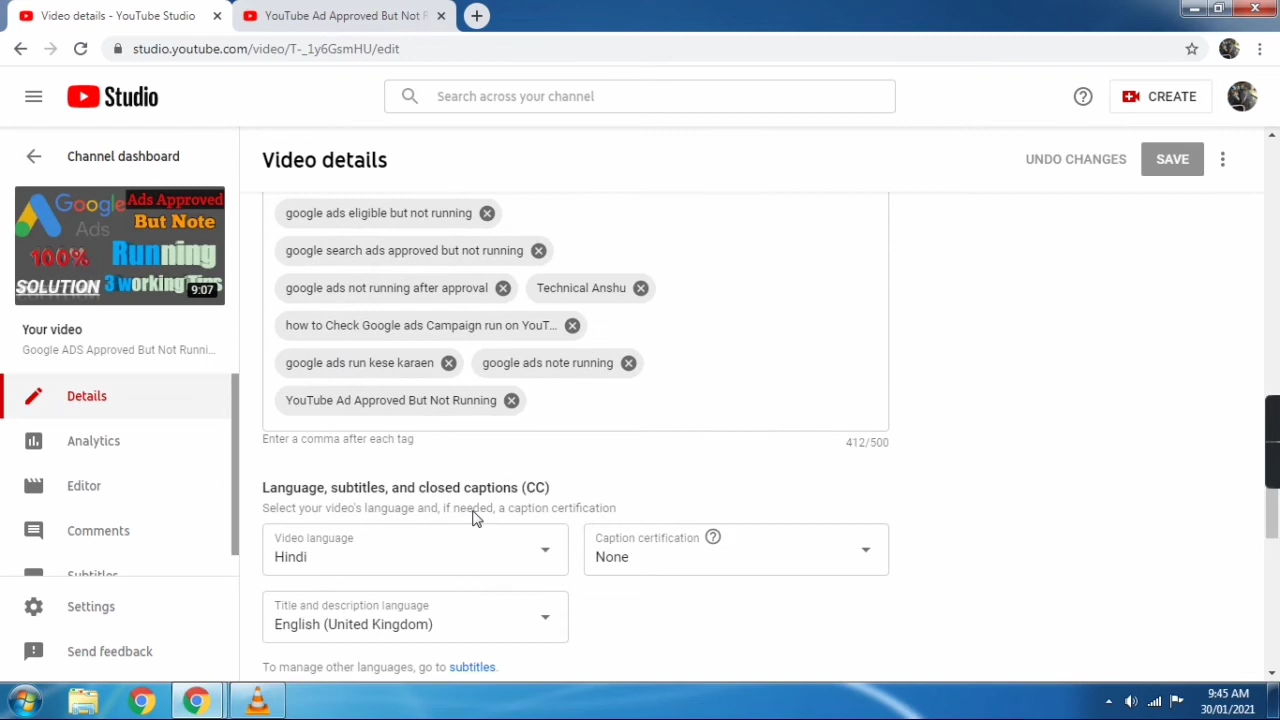 Video details - YouTube Studio
YouTube Ad Approved But Not R
studio.youtube.com/video/T-_1y6GsmHU/edit
Studio
Search across your channel
CREATE
Channel dashboard
Video details
UNDO CHANGES
SAVE
Google Ads
Ads Approved
But Note
100%
Running
SOLUTION
3 working Tips
9:07
Your video
Google ADS Approved But Not Runni...
Details
Analytics
Editor
Comments
Subtitles
Settings
Send feedback
google ads eligible but not running
google search ads approved but not running
google ads not running after approval
Technical Anshu
how to Check Google ads Campaign run on YouT...
google ads run kese karaen
google ads note running
YouTube Ad Approved But Not Running
Enter a comma after each tag
412/500
Language, subtitles, and closed captions (CC)
Select your video's language and, if needed, a caption certification
Video language
Hindi
Caption certification
None
Title and description language
English (United Kingdom)
To manage other languages, go to subtitles.
9:45 AM
30/01/2021